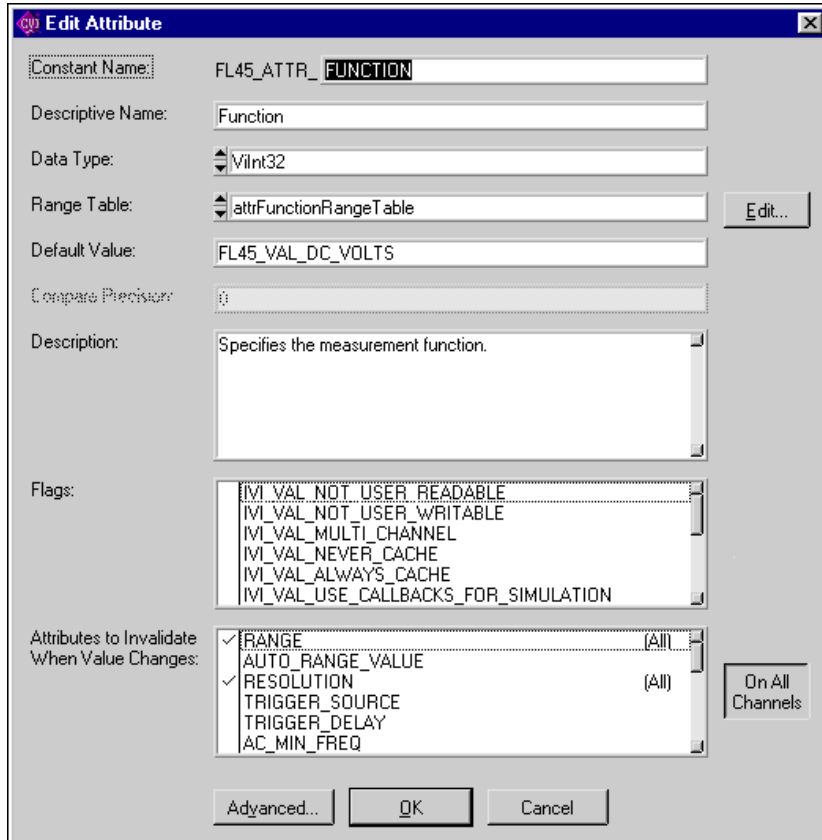 CVI Edit Attribute
Constant Name: FL45_ATTR_ FUNCTION
Descriptive Name: Function
Data Type: ViInt32
Range Table: attrFunctionRangeTable Edit...
Default Value: FL45_VAL_DC_VOLTS
Compare Precision: 0
Description: Specifies the measurement function.
Flags: IVI_VAL_NOT_USER_READABLE
IVI_VAL_NOT_USER_WRITABLE
IVI_VAL_MULTI_CHANNEL
IVI_VAL_NEVER_CACHE
IVI_VAL_ALWAYS_CACHE
IVI_VAL_USE_CALLBACKS_FOR_SIMULATION
Attributes to Invalidate
When Value Changes:
RANGE (All)
AUTO_RANGE_VALUE
RESOLUTION (All)
TRIGGER_SOURCE
TRIGGER_DELAY
AC_MIN_FREQ
On All
Channels
Advanced... OK Cancel